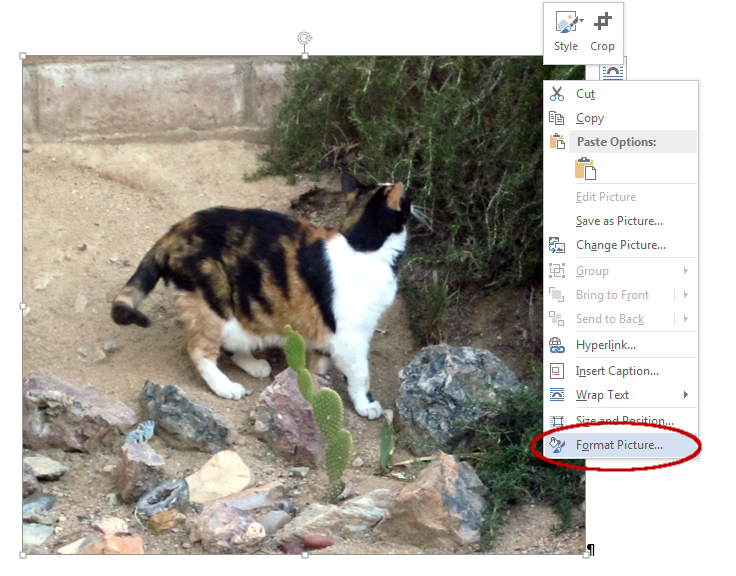 Style Crop
Cut
Copy
Paste Options:
Edit Picture
Save as Picture...
Change Picture...
Group
Bring to Front
Send to Back
Hyperlink...
Insert Caption...
Wrap Text
Size and Position...
Format Picture...
¶